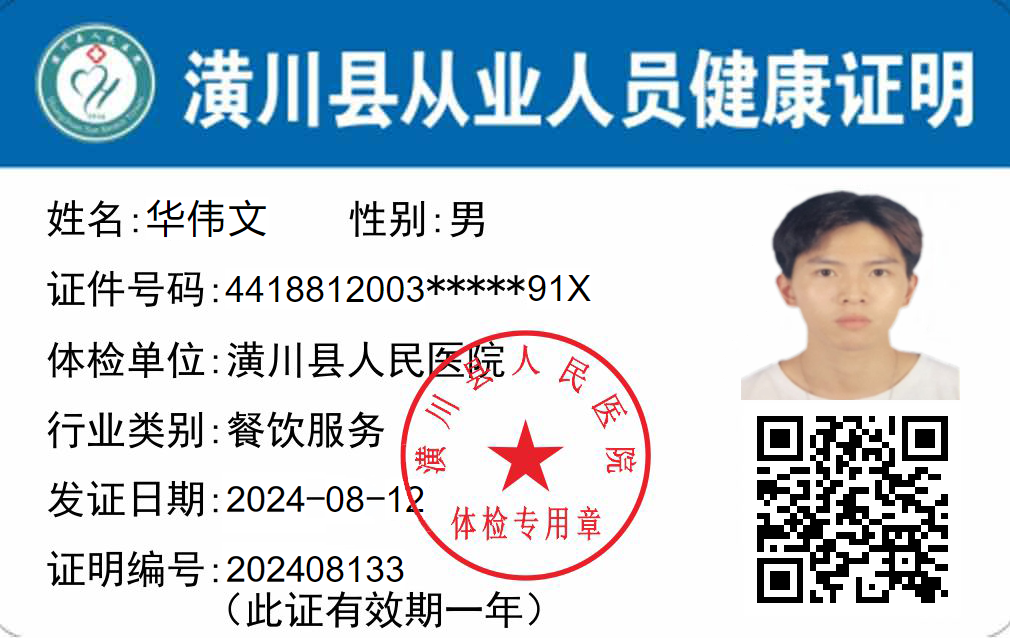 潢川县从业人员健康证明
姓名:华伟文 性别:男
证件号码:4418812003*****91X
体检单位:潢川县人民医院
行业类别:餐饮服务
发证日期:2024-08-12
证明编号:202408133
（此证有效期一年）
潢川县人民医院
体检专用章